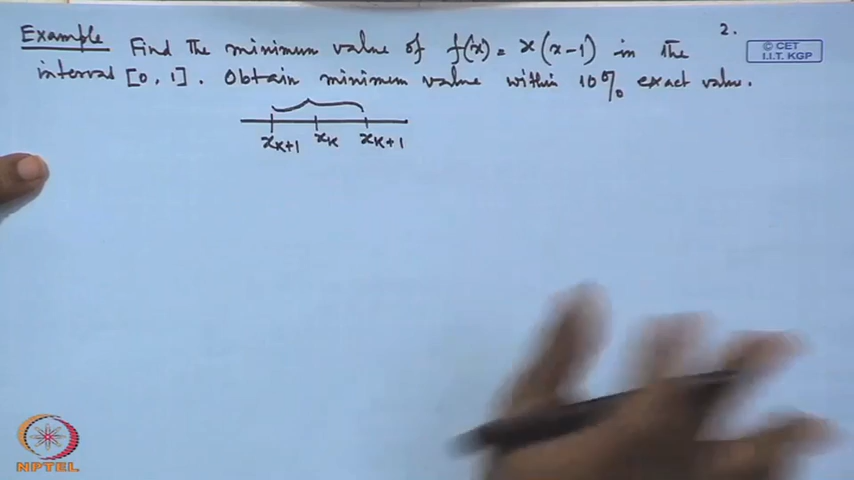 2.
Example Find the minimum value of f(x) = x(x-1) in the
© CET
I.I.T. KGP
interval [0, 1]. Obtain minimum value within 10% exact value.
x_{k+1} x_k x_{k+1}
NPTEL